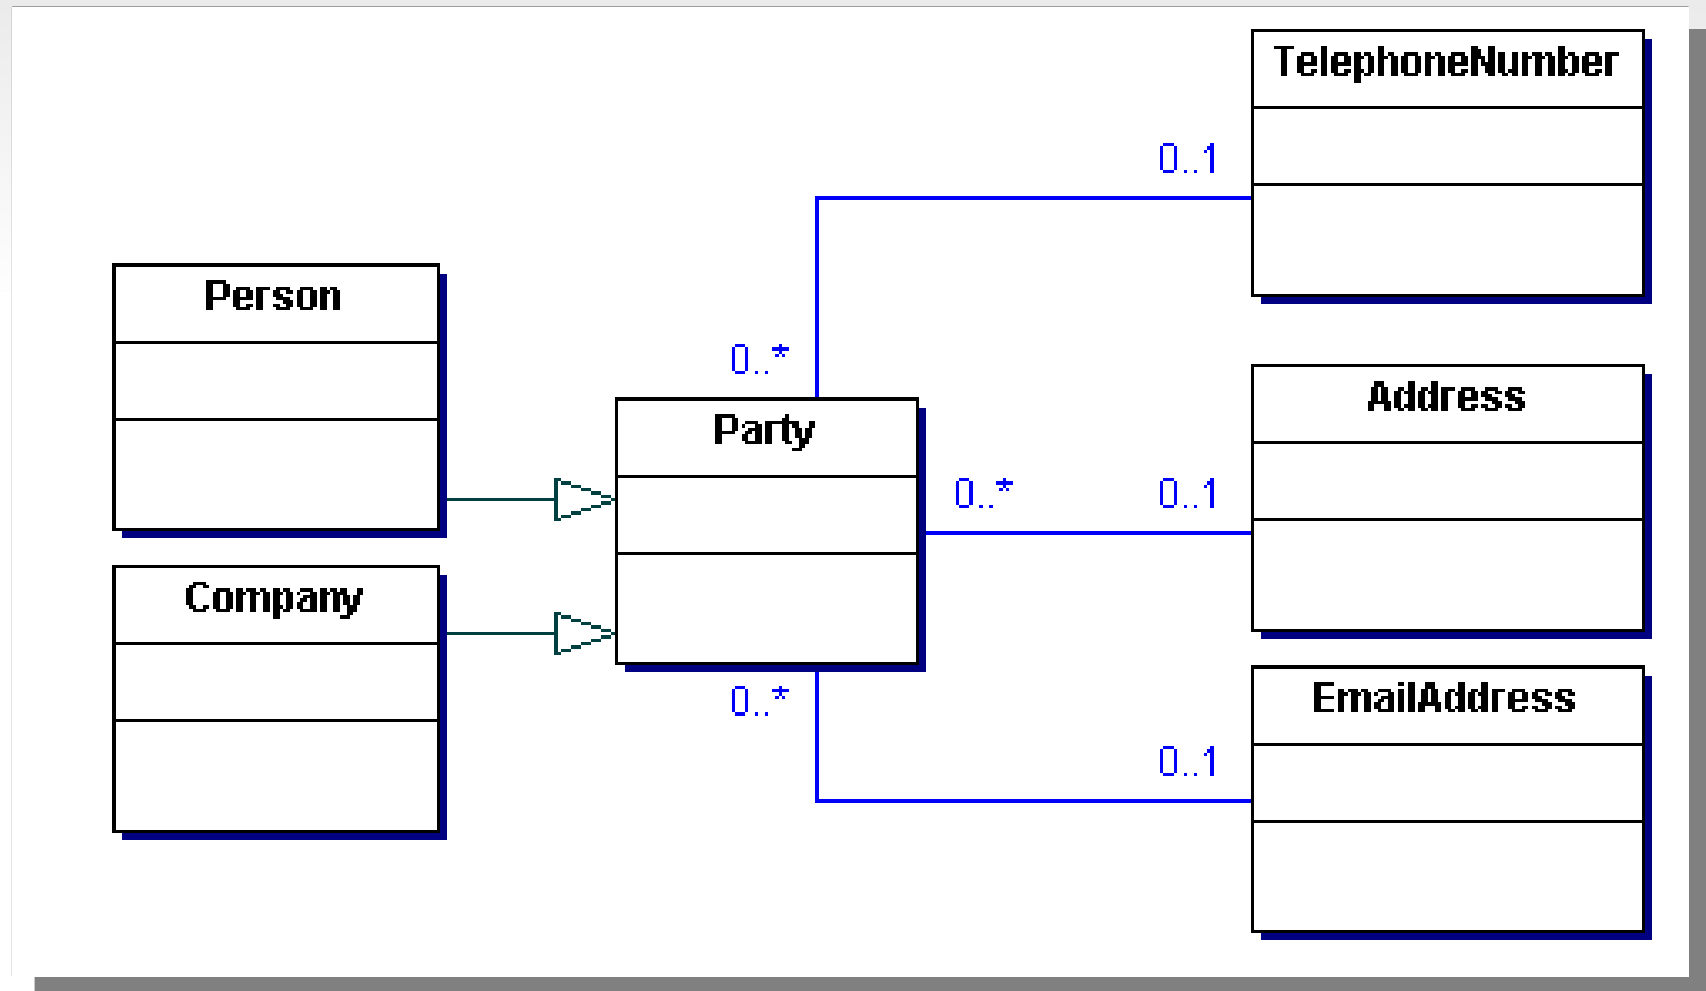 TelephoneNumber
0..1
Person
0..*
Address
Party
0..*
0..1
Company
0..*
EmailAddress
0..1